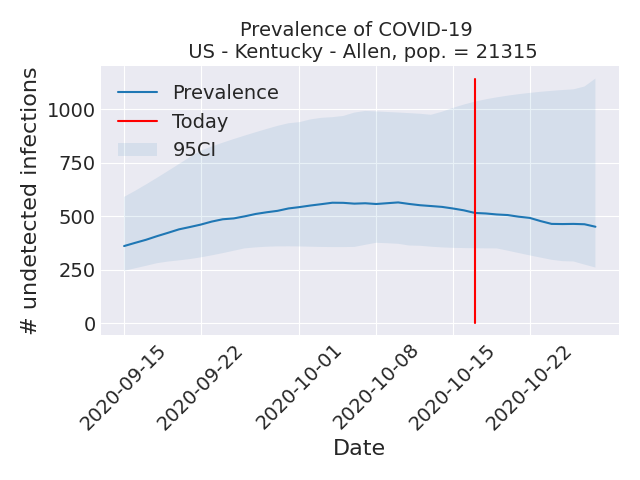 Prevalence of COVID-19
US - Kentucky - Allen, pop. = 21315
# undetected infections
1000
750
500
250
0
Prevalence
Today
95CI
2020-09-15
2020-09-22
2020-10-01
2020-10-08
2020-10-15
2020-10-22
Date